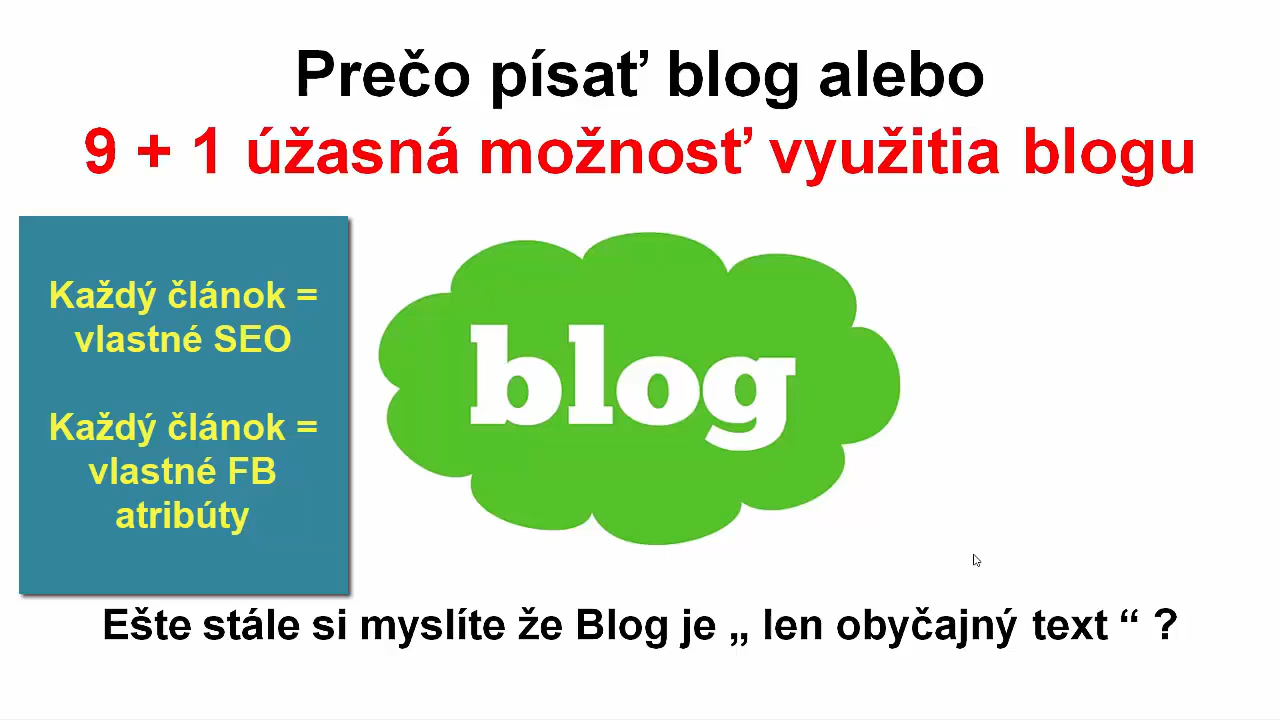 Prečo písať blog alebo
9 + 1 úžasná možnosť využitia blogu
Každý článok =
vlastné SEO
Každý článok =
vlastné FB
atribúty
blog
Ešte stále si myslíte že Blog je „ len obyčajný text “ ?